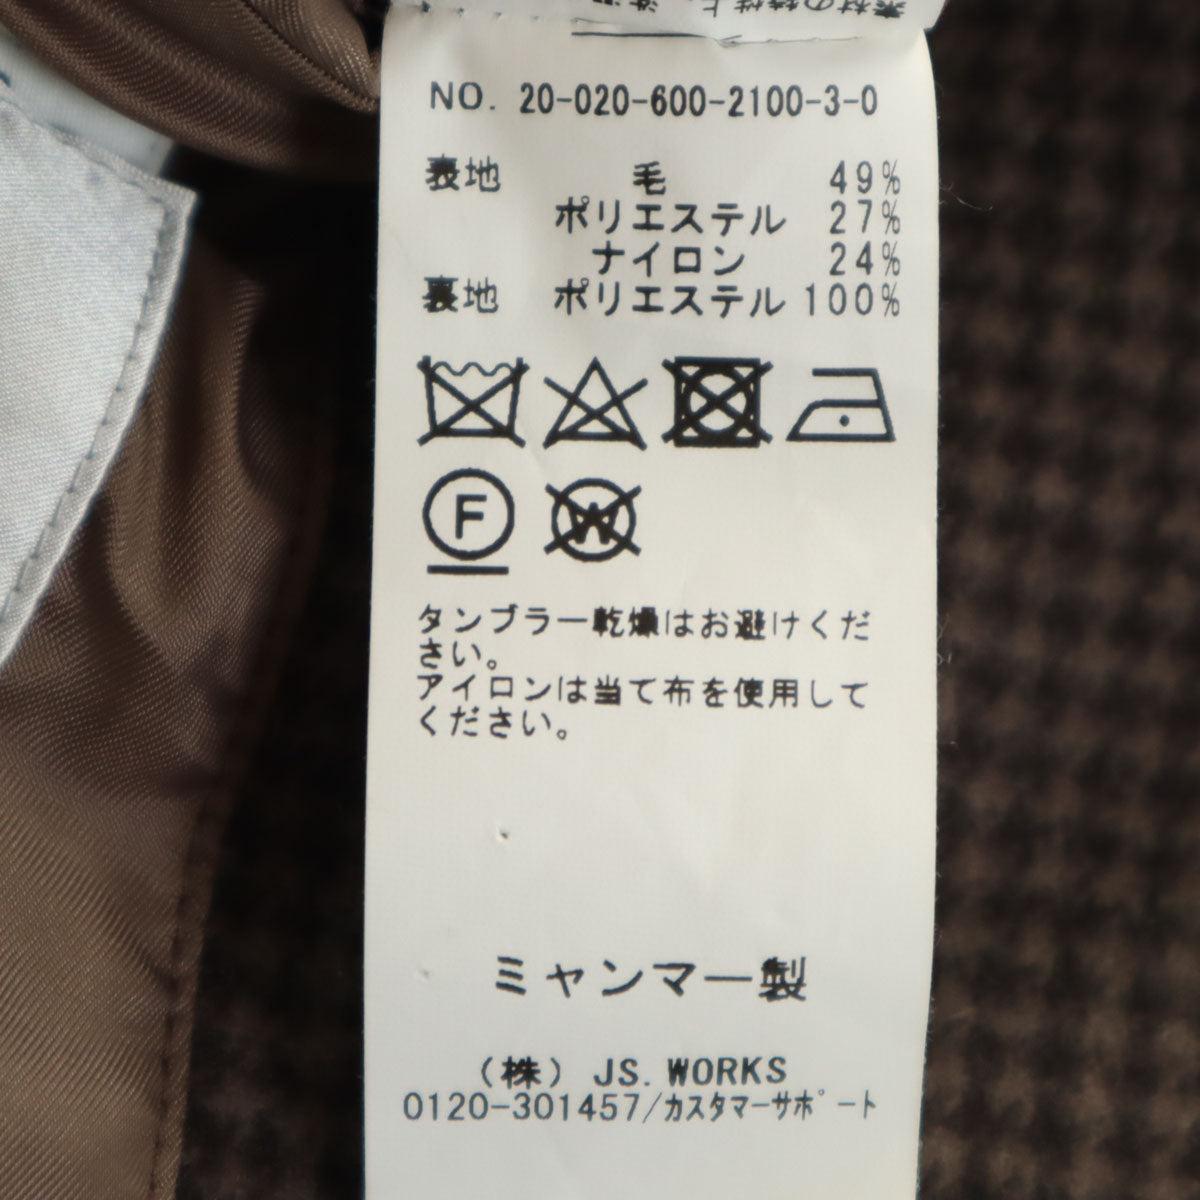 NO. 20-020-600-2100-3-0
表地 毛 49%
ポリエステル 27%
ナイロン 24%
裏地 ポリエステル 100%
F W
タンブラー乾燥はお避けくだ
さい。
アイロンは当て布を使用して
ください。
ミャンマー製
(株) JS. WORKS
0120-301457/カスタマーサポート